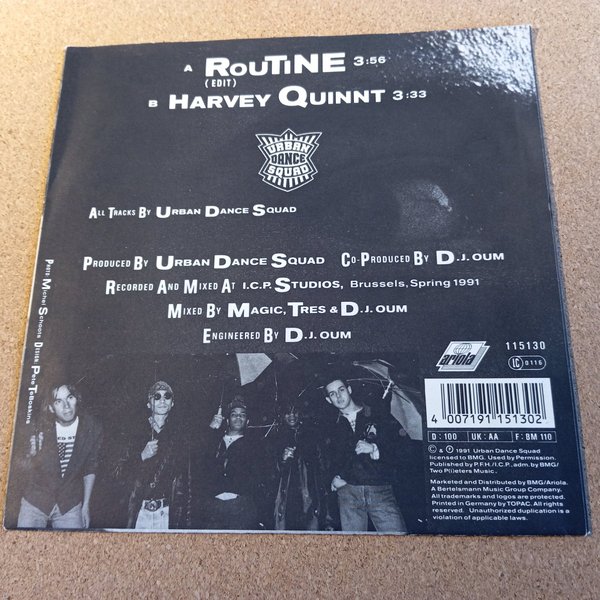 A ROUTINE 3:56
(EDIT)
B HARVEY QUINNT 3:33
URBAN
DANCE
SQUAD
ALL TRACKS BY URBAN DANCE SQUAD
PRODUCED BY URBAN DANCE SQUAD CO-PRODUCED BY D.J. OUM
RECORDED AND MIXED AT I.C.P. STUDIOS, Brussels, Spring 1991
MIXED BY MAGIC, TRES & D.J. OUM
ENGINEERED BY D.J. OUM
MICHEL SCHOORS DESIGN:
ariola
115130
LC 0116
4 007191 151302
D: 100 UK: AA F: BM 110
© & ℗ 1991 Urban Dance Squad
licensed to BMG. Used by Permission.
Published by P.F.H./I.C.P., adm. by BMG/
Two P(i)eters Music.
Marketed and Distributed by BMG/Ariola.
A Bertelsmann Music Group Company.
All trademarks and logos are protected.
Printed in Germany by TOPAC. All rights
reserved. Unauthorized duplication is a
violation of applicable laws.